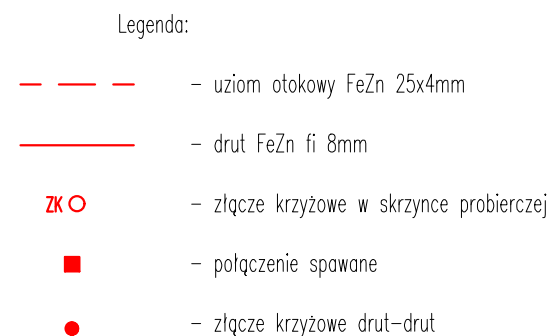 Legenda:
– uziom otokowy FeZn 25x4mm
– drut FeZn fi 8mm
ZK – złącze krzyżowe w skrzynce probierczej
– połączenie spawane
– złącze krzyżowe drut–drut